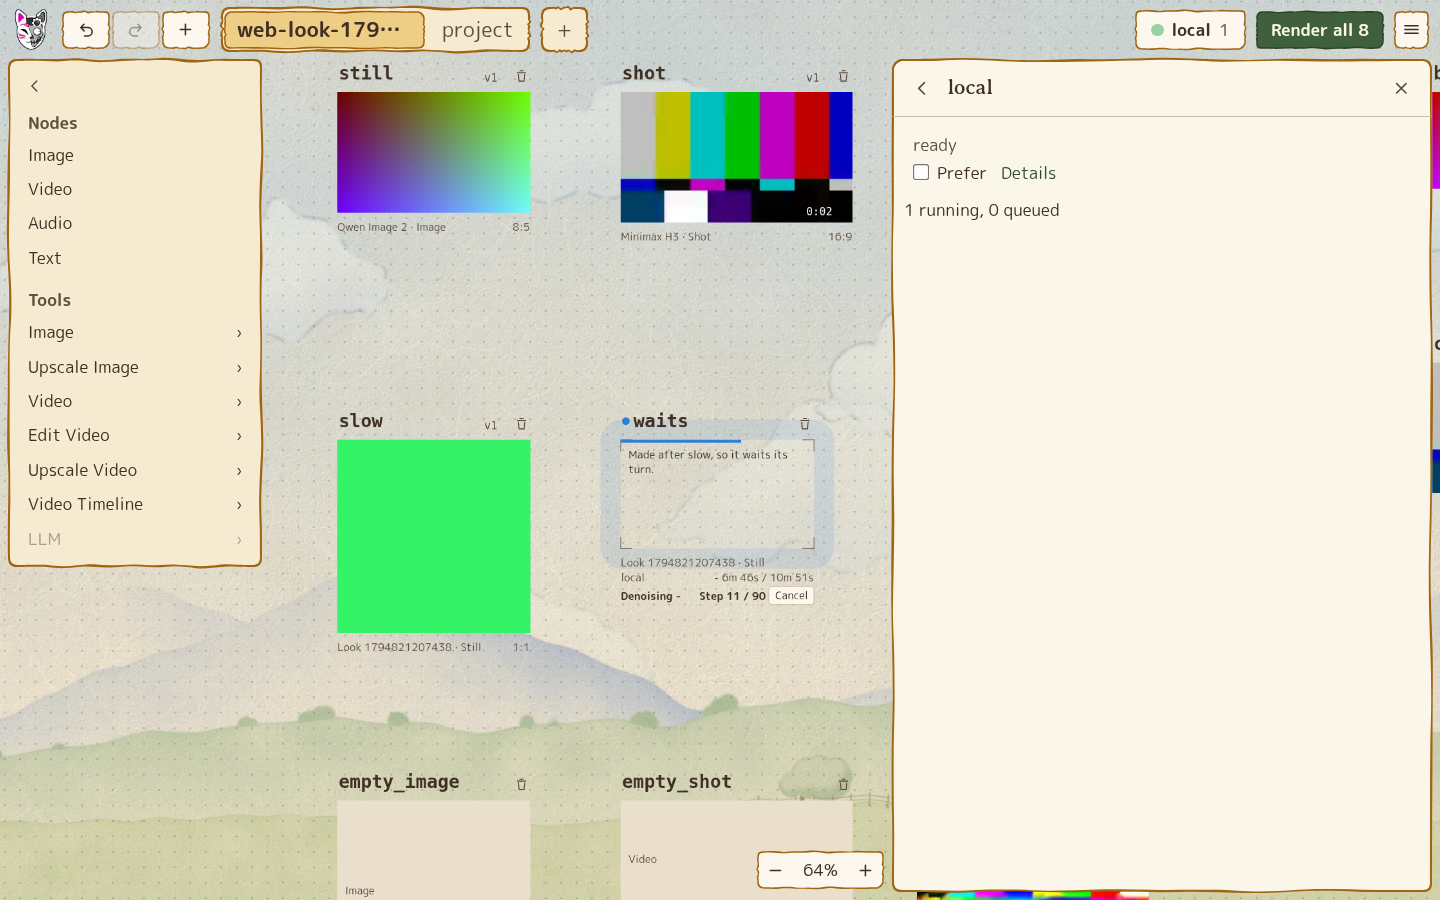 web-look-179···
project
local 1
Render all 8
Nodes
Image
Video
Audio
Text
Tools
Image
Upscale Image
Video
Edit Video
Upscale Video
Video Timeline
LLM
still v1
Qwen Image 2 · Image 8:5
shot v1
0:02
Minimax H3 · Shot 16:9
slow v1
Look 1794821207438 · Still 1:1
waits
Made after slow, so it waits its
turn.
Look 1794821207438 · Still
local - 6m 46s / 10m 51s
Denoising - Step 11 / 90 Cancel
empty_image
Image
empty_shot
Video
64%
local
ready
Prefer Details
1 running, 0 queued